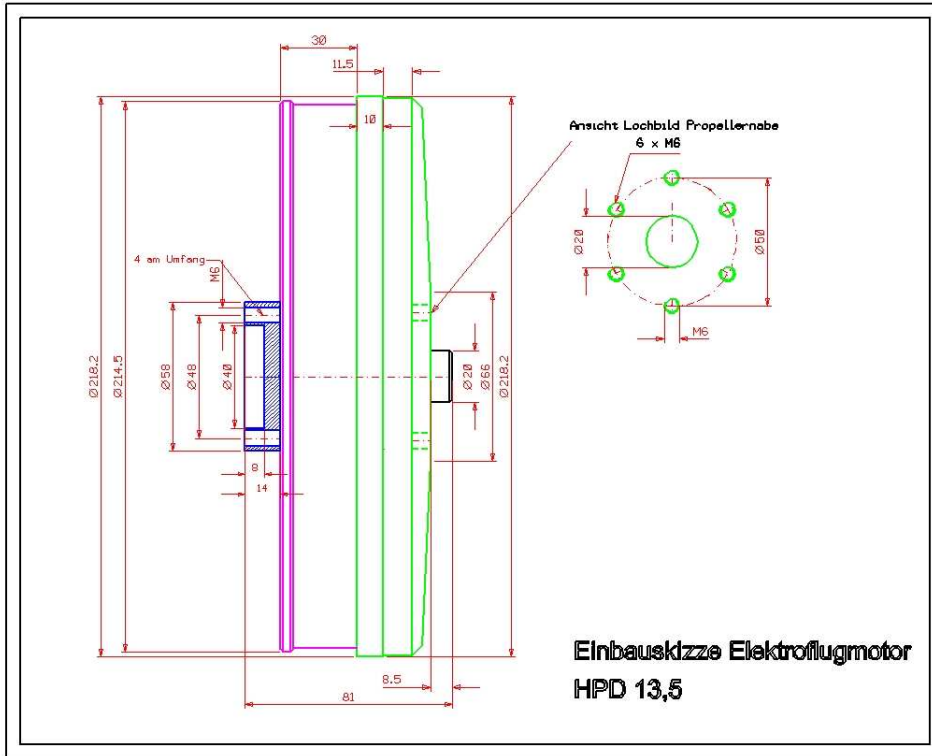 30
11.5
10
Ansicht Lochbild Propellernabe
6 x M6
Ø20
Ø50
M6
4 am Umfang
M6
Ø218.2
Ø214.5
Ø58
Ø48
Ø40
Ø20
Ø66
Ø218.2
8
14
8.5
81
Einbauskizze Elektroflugmotor
HPD 13,5